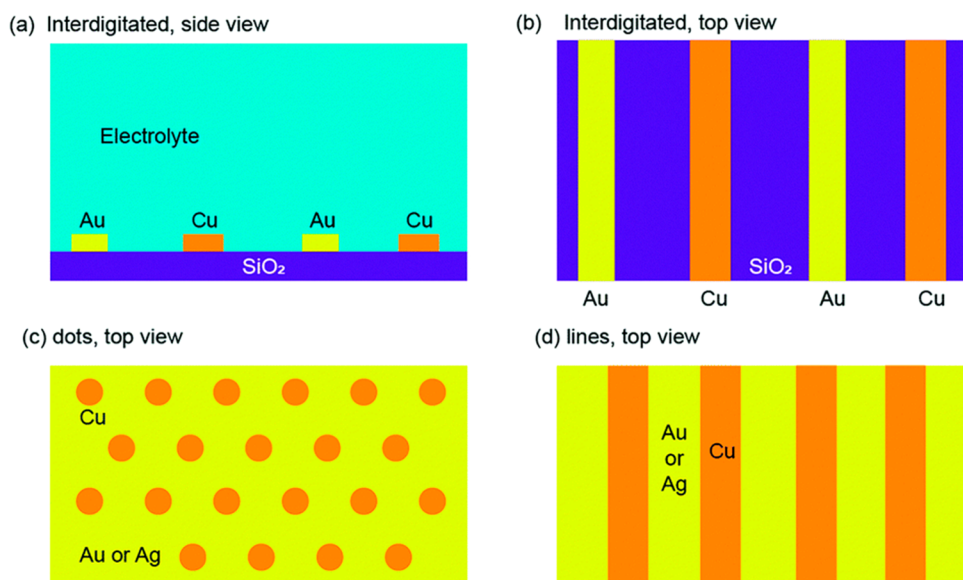 (a) Interdigitated, side view
Electrolyte
Au
Cu
Au
Cu
SiO₂
(b) Interdigitated, top view
SiO₂
Au
Cu
Au
Cu
(c) dots, top view
Cu
Au or Ag
(d) lines, top view
Au
or
Ag
Cu